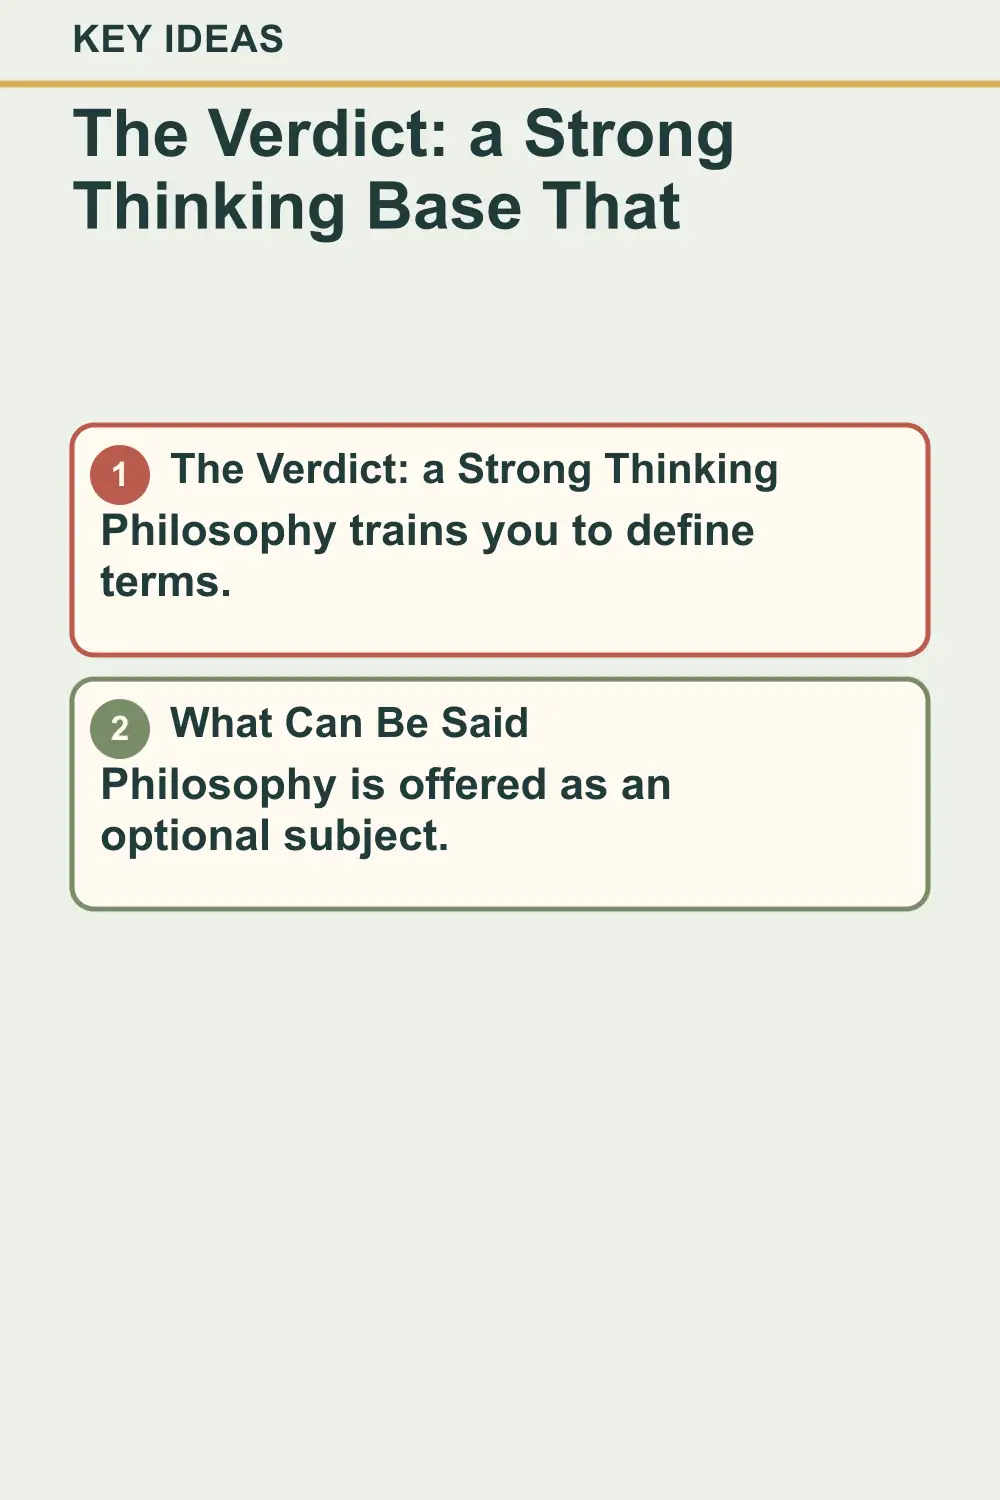 KEY IDEAS
The Verdict: a Strong
Thinking Base That
1 The Verdict: a Strong Thinking
Philosophy trains you to define
terms.
2 What Can Be Said
Philosophy is offered as an
optional subject.